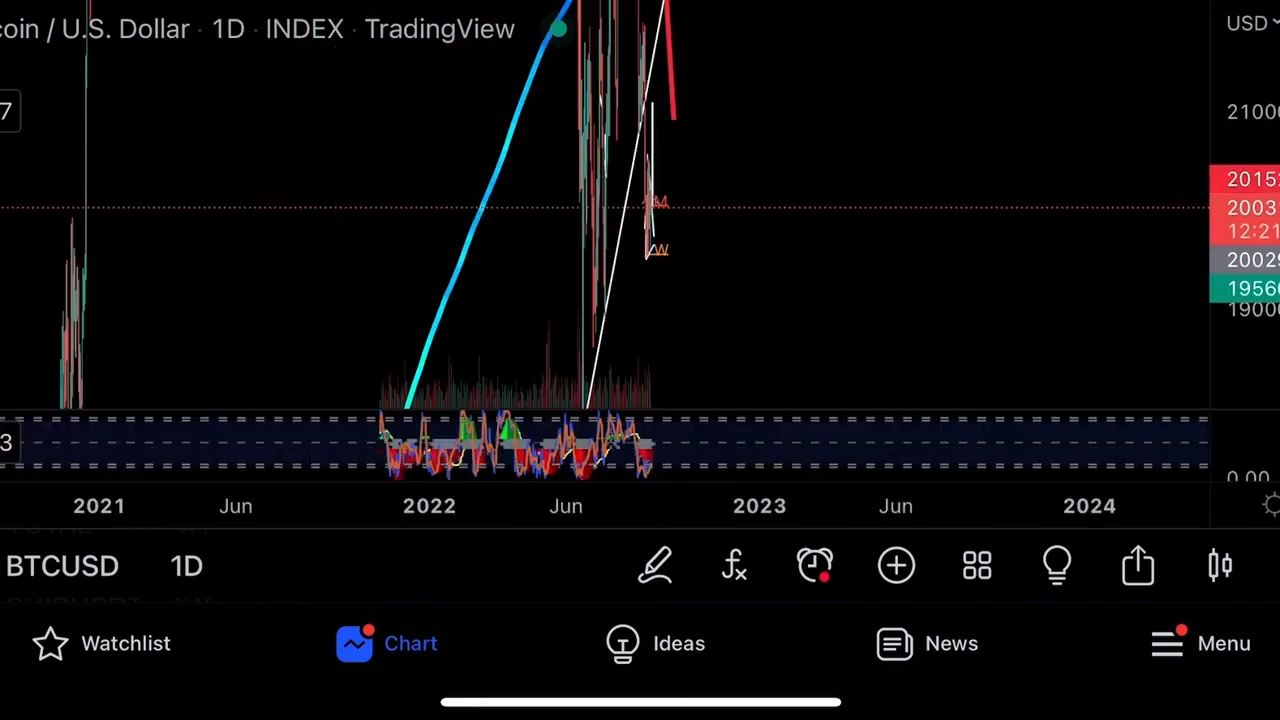 coin / U.S. Dollar · 1D · INDEX · TradingView
USD
7
2100
2015
2003
12:21
2002
1956
1900
M
W
3
0.00
2021 Jun 2022 Jun 2023 Jun 2024
BTCUSD 1D
Watchlist Chart Ideas News Menu